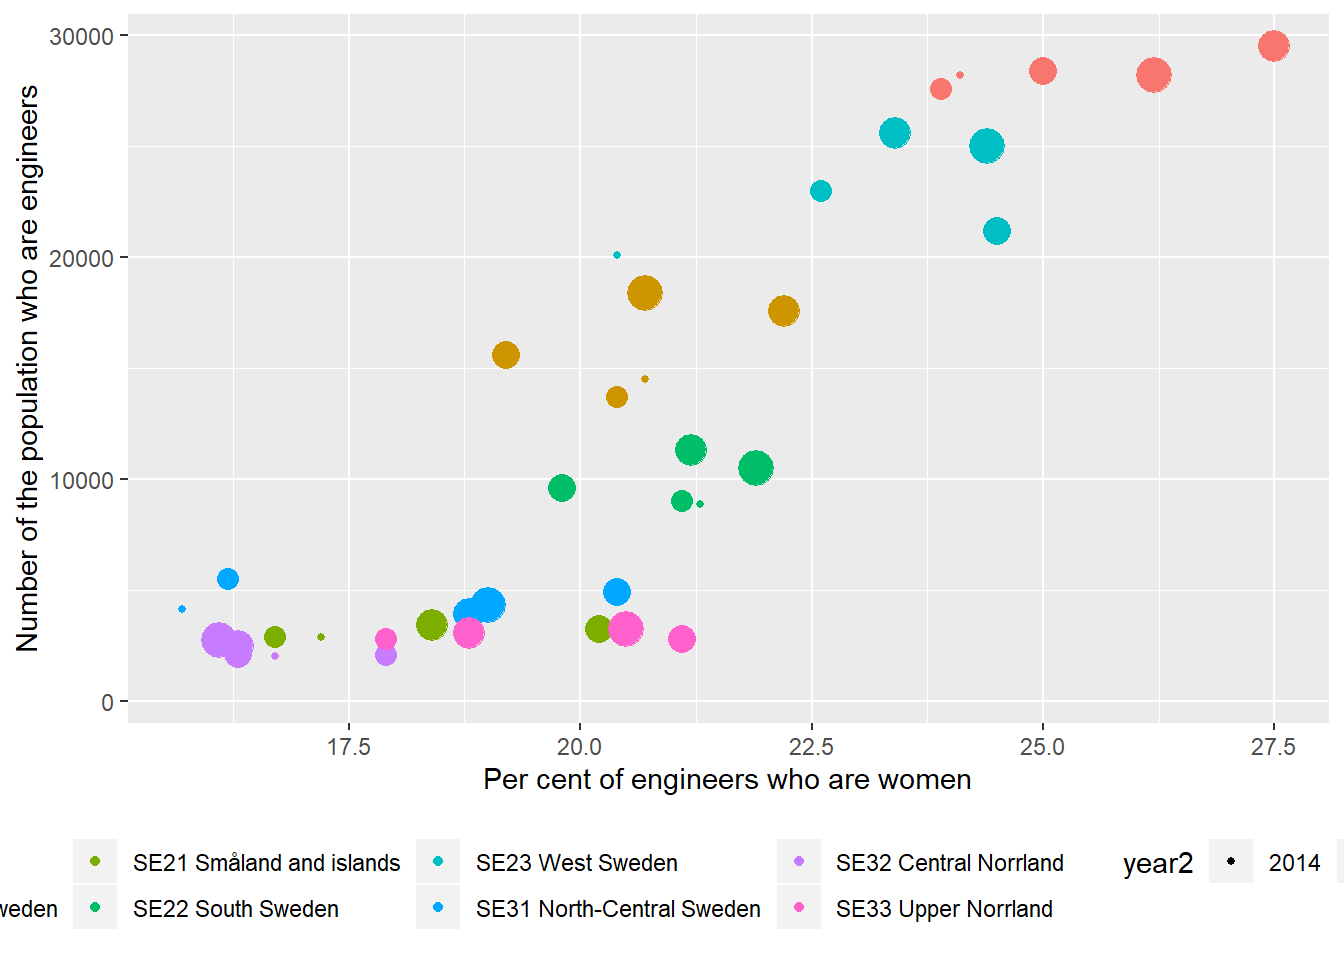 30000
20000
10000
0
Number of the population who are engineers
17.5 20.0 22.5 25.0 27.5
Per cent of engineers who are women
SE21 Småland and islands SE23 West Sweden SE32 Central Norrland year2 2014
weden SE22 South Sweden SE31 North-Central Sweden SE33 Upper Norrland